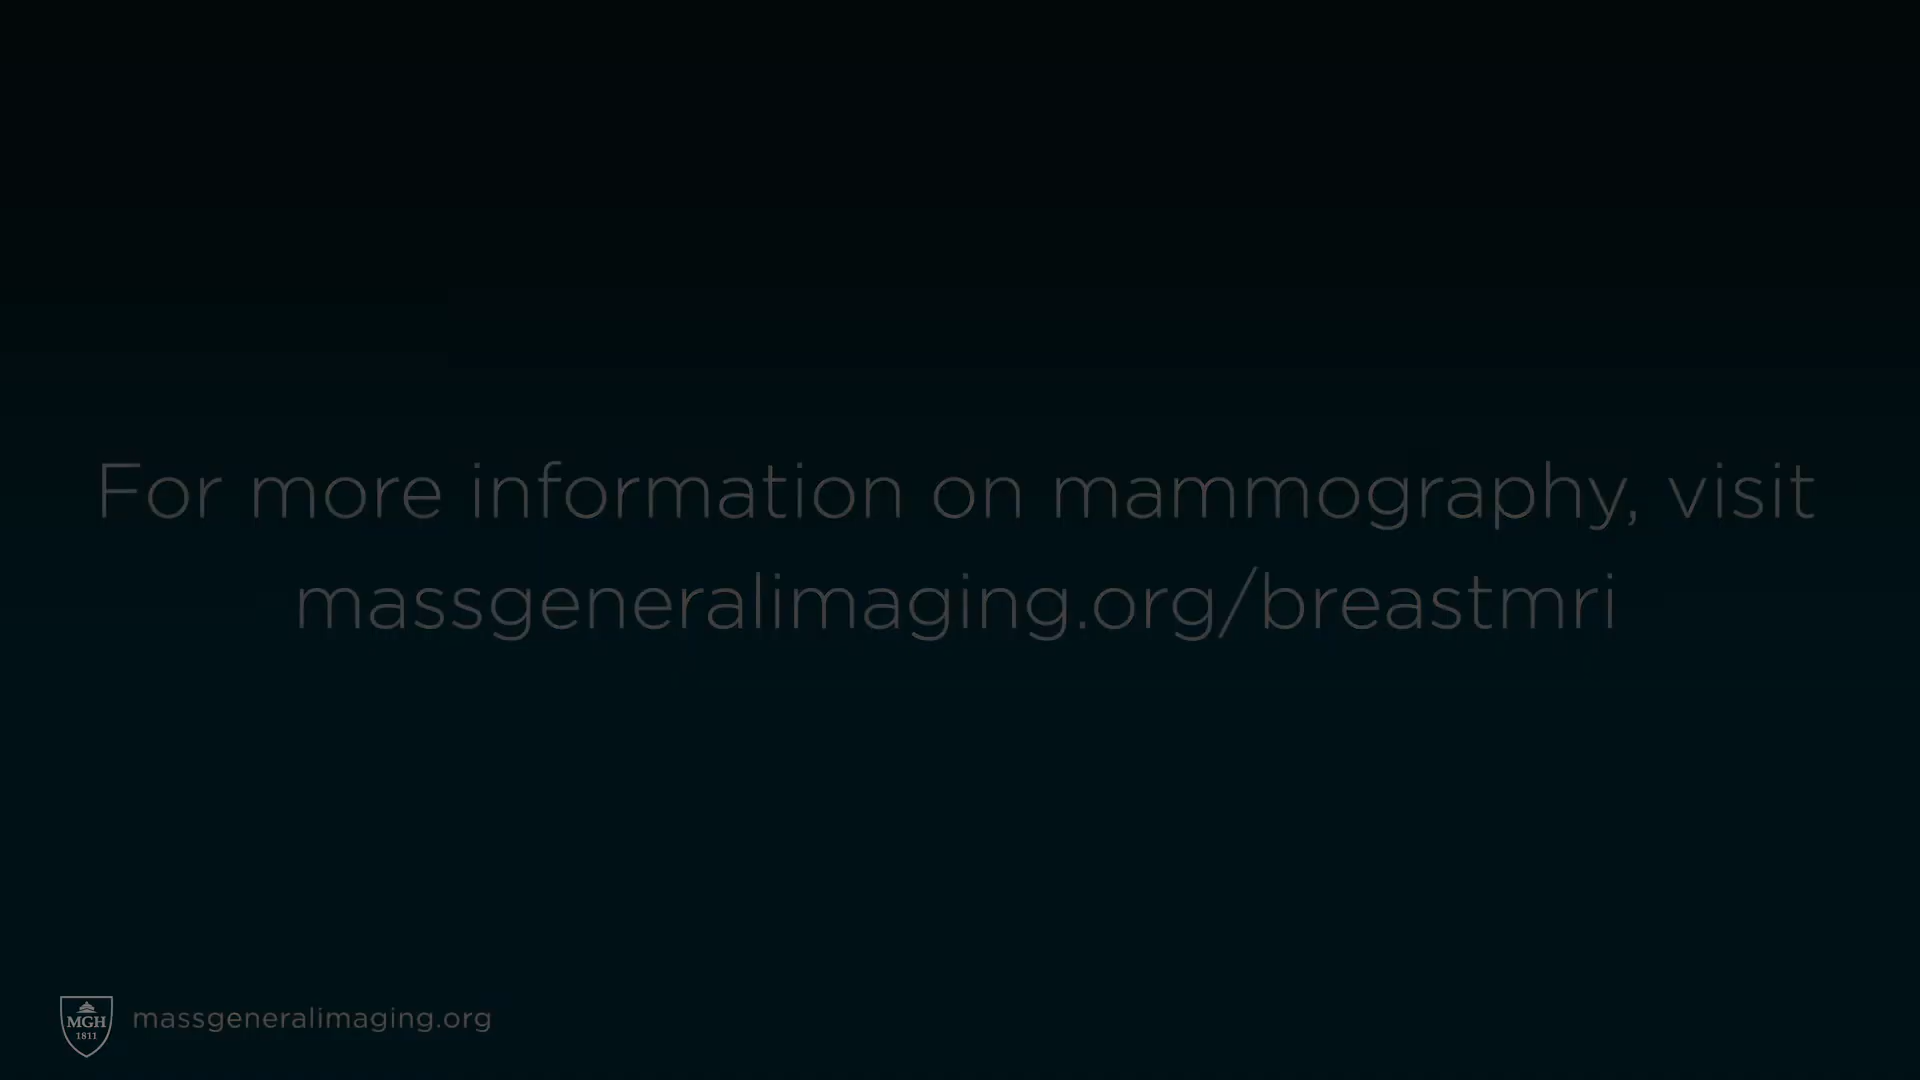 For more information on mammography, visit
massgeneralimaging.org/breastmri
MGH
1811
massgeneralimaging.org